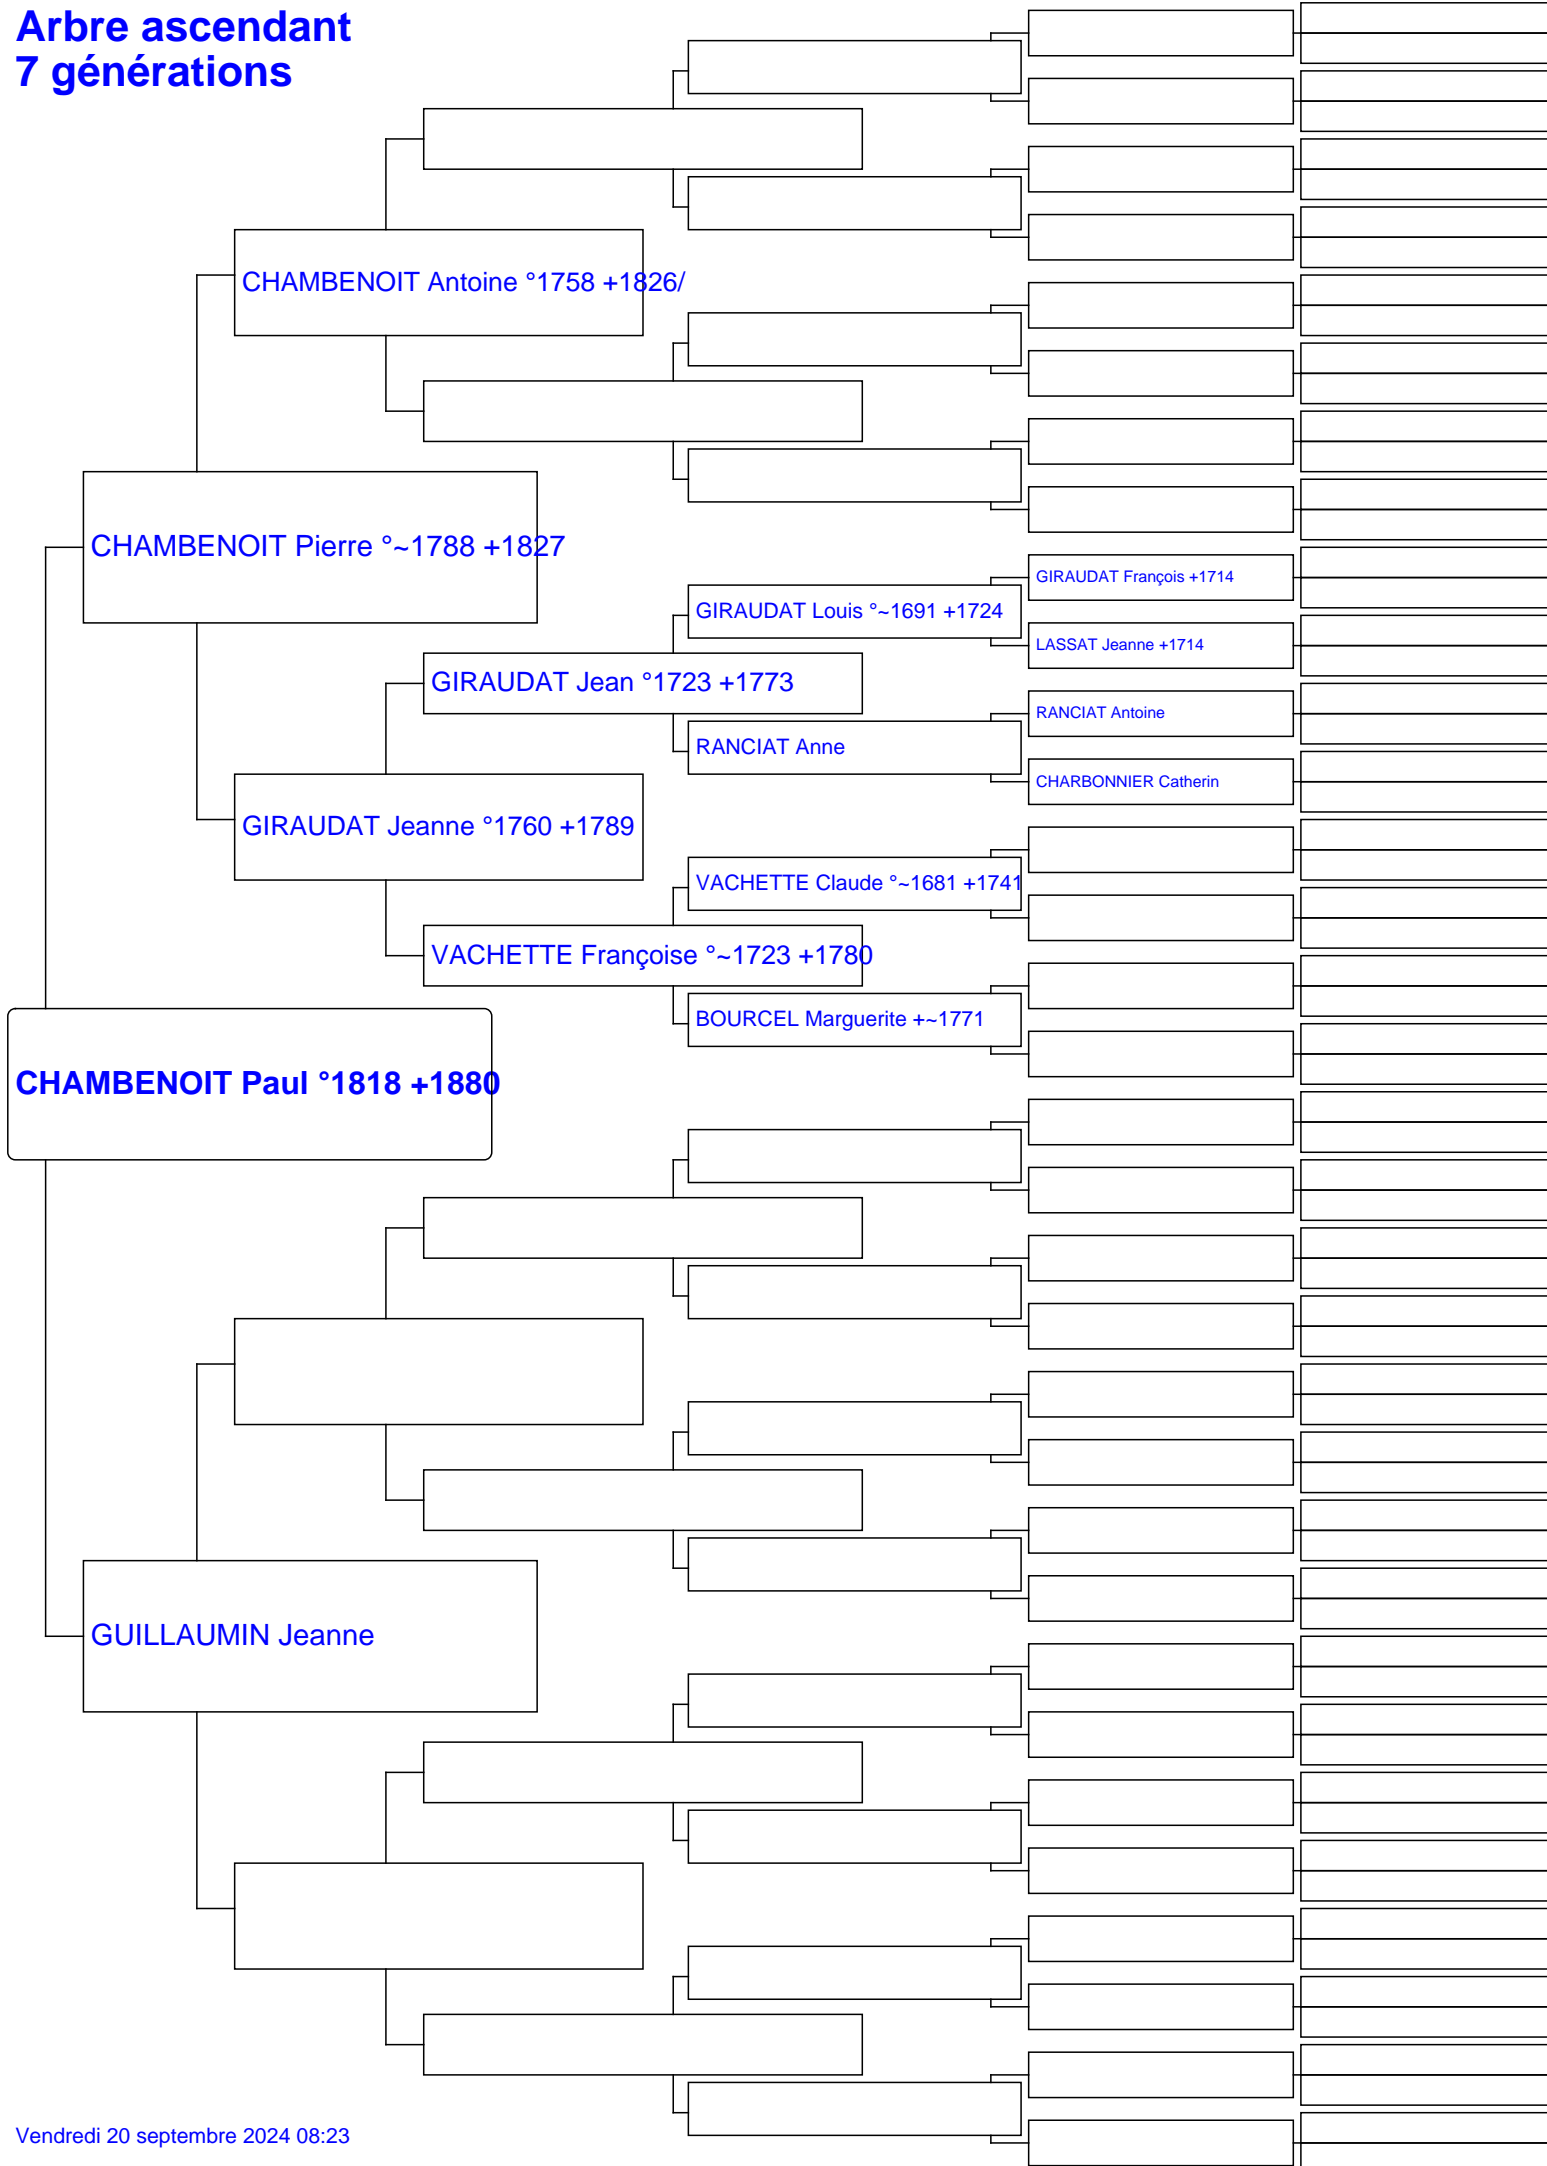 Arbre ascendant
7 générations
CHAMBENOIT Antoine °1758 +1826/
CHAMBENOIT Pierre °~1788 +1827
GIRAUDAT François +1714
GIRAUDAT Louis °~1691 +1724
LASSAT Jeanne +1714
GIRAUDAT Jean °1723 +1773
RANCIAT Antoine
RANCIAT Anne
CHARBONNIER Catherin
GIRAUDAT Jeanne °1760 +1789
VACHETTE Claude °~1681 +1741
VACHETTE Françoise °~1723 +1780
BOURCEL Marguerite +~1771
CHAMBENOIT Paul °1818 +1880
GUILLAUMIN Jeanne
Vendredi 20 septembre 2024 08:23